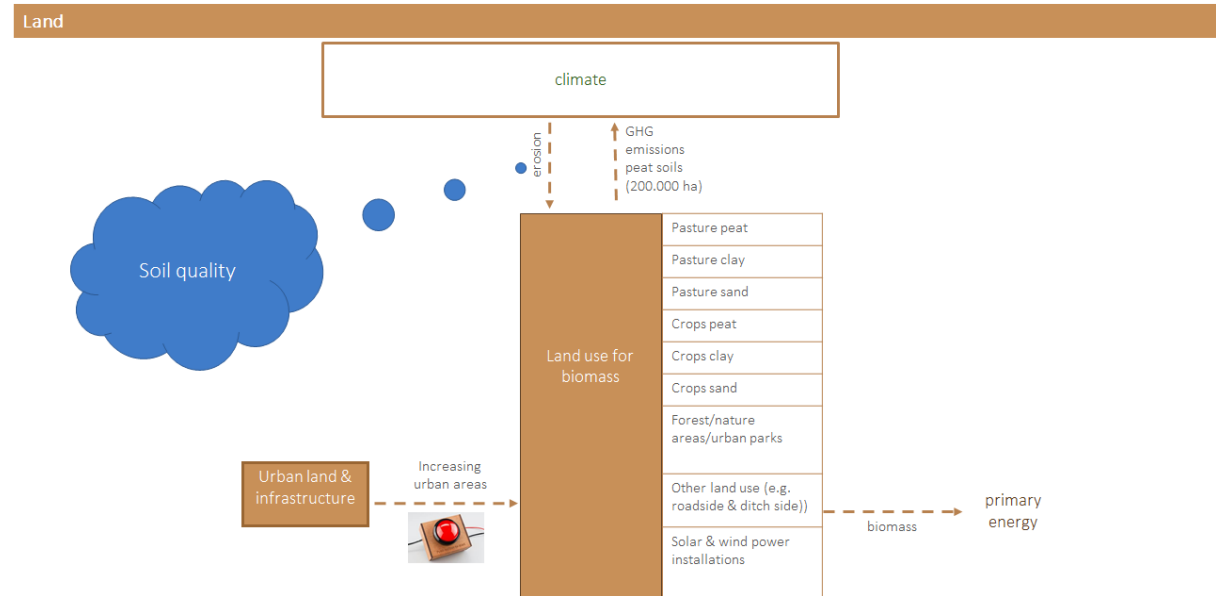 Land
climate
erosion
GHG
emissions
peat soils
(200.000 ha)
Soil quality
Land use for
biomass
Pasture peat
Pasture clay
Pasture sand
Crops peat
Crops clay
Crops sand
Forest/nature
areas/urban parks
Other land use (e.g.
roadside & ditch side))
Solar & wind power
installations
Urban land &
infrastructure
Increasing
urban areas
biomass
primary
energy